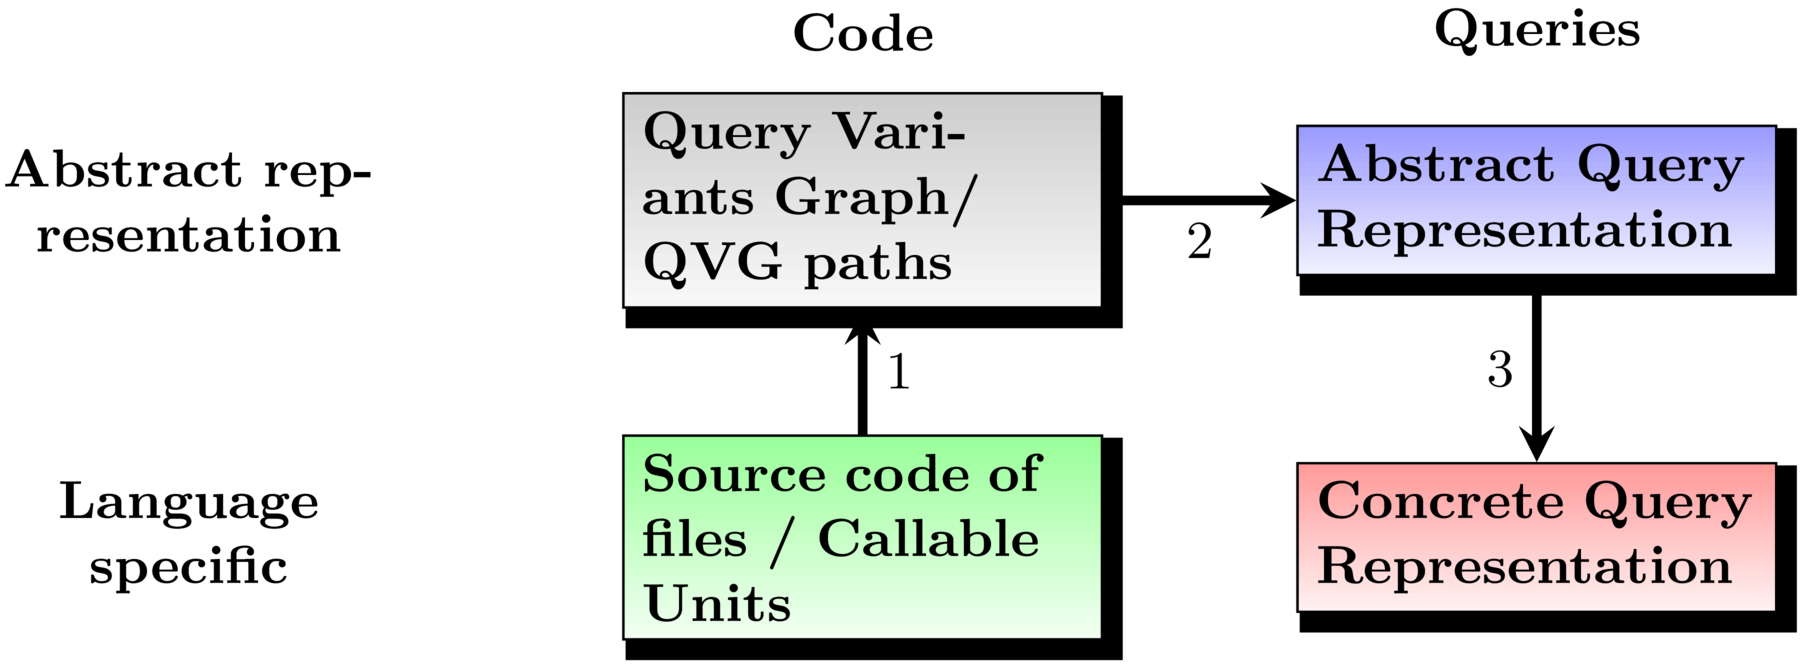 Code
Queries
Abstract rep-
resentation
Query Vari-
ants Graph/
QVG paths
2
Abstract Query
Representation
1
3
Language
specific
Source code of
files / Callable
Units
Concrete Query
Representation